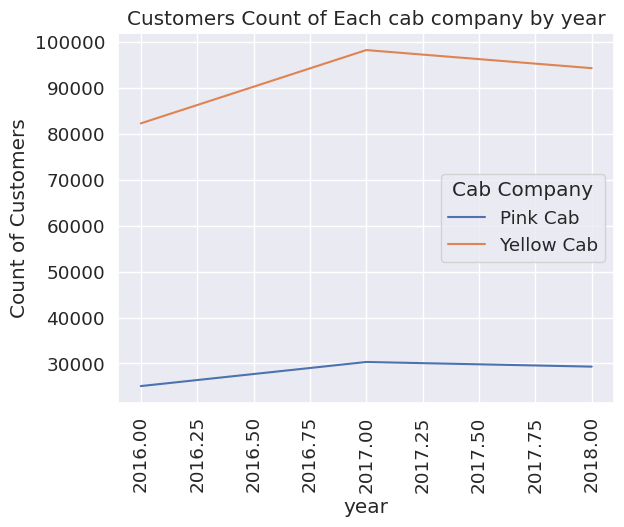 Customers Count of Each cab company by year
100000
90000
80000
70000
60000
50000
40000
30000
Count of Customers
Cab Company
Pink Cab
Yellow Cab
2016.00
2016.25
2016.50
2016.75
2017.00
2017.25
2017.50
2017.75
2018.00
year